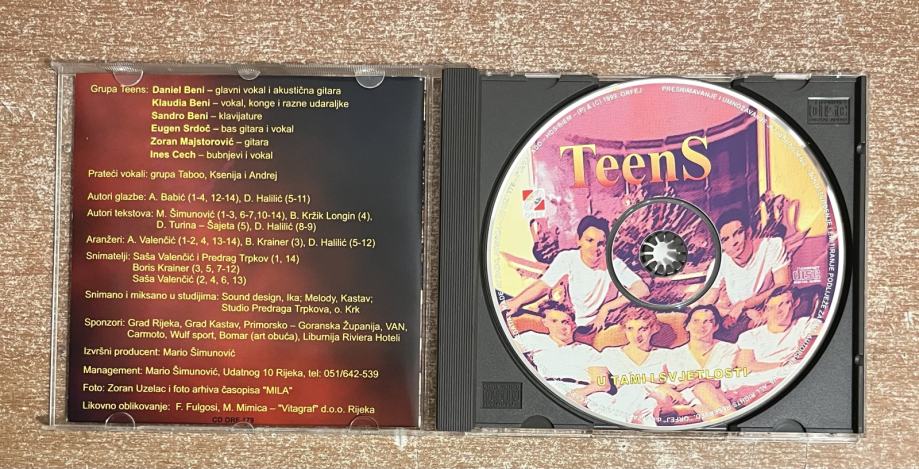 Grupa Teens: Daniel Beni – glavni vokal i akustična gitara
Klaudia Beni – vokal, konge i razne udaraljke
Sandro Beni – klavijature
Eugen Srdoč – bas gitara i vokal
Zoran Majstorović – gitara
Ines Cech – bubnjevi i vokal
Prateći vokali: grupa Taboo, Ksenija i Andrej
Autori glazbe: A. Babić (1-4, 12-14), D. Halilić (5-11)
Autori tekstova: M. Šimunović (1-3, 6-7,10-14), B. Kržik Longin (4),
D. Turina – Šajeta (5), D. Halilić (8-9)
Aranžeri: A. Valenčić (1-2, 4, 13-14), B. Krainer (3), D. Halilić (5-12)
Snimatelji: Saša Valenčić i Predrag Trpkov (1, 14)
Boris Krainer (3, 5, 7-12)
Saša Valenčić (2, 4, 6, 13)
Snimano i miksano u studijima: Sound design, Ika; Melody, Kastav;
Studio Predraga Trpkova, o. Krk
Sponzori: Grad Rijeka, Grad Kastav, Primorsko – Goranska Županija, VAN,
Carmoto, Wulf sport, Bomar (art obuća), Liburnija Riviera Hoteli
Izvršni producent: Mario Šimunović
Management: Mario Šimunović, Udatnog 10 Rijeka, tel: 051/642-539
Foto: Zoran Uzelac i foto arhiva časopisa "MILA"
Likovno oblikovanje: F. Fulgosi, M. Mimica – "Vitagraf" d.o.o. Rijeka
CD ORF 179
ORFEJ
PRESNIMAVANJE I UMNOŽAVANJE
TeenS
disc
U TAMI I SVJETLOSTI